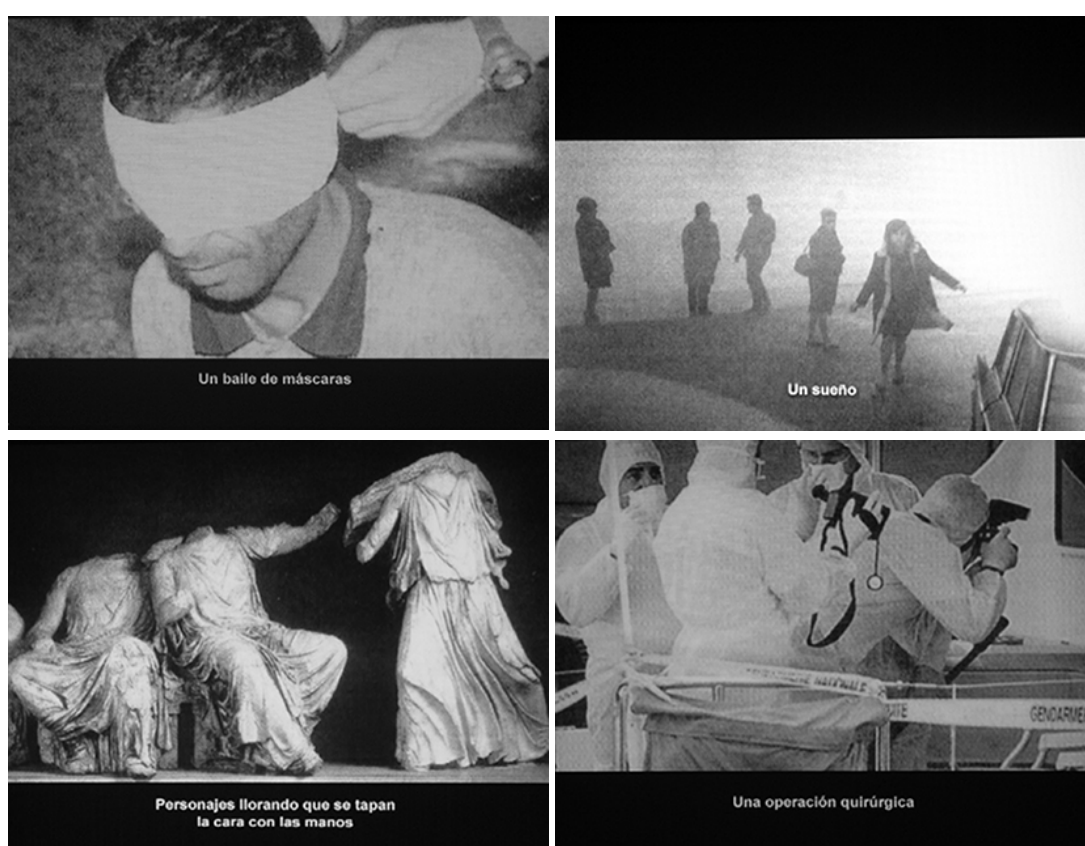 Un baile de máscaras
Un sueño
Personajes llorando que se tapan
la cara con las manos
Una operación quirúrgica
GENDARME